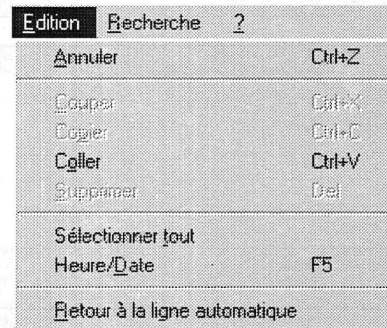 Edition Recherche ?
Annuler Ctrl+Z
Couper Ctrl+X
Copier Ctrl+C
Coller Ctrl+V
Supprimer Del
Sélectionner tout
Heure/Date F5
Retour à la ligne automatique